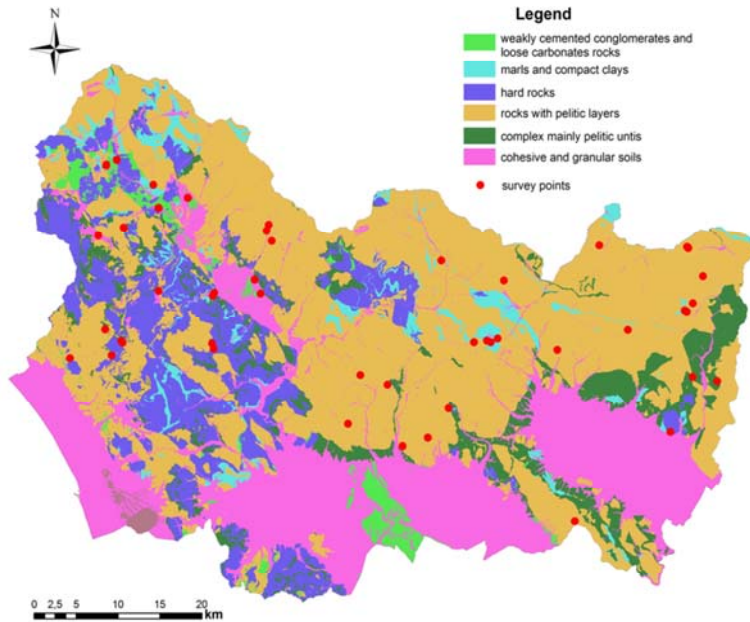 N
Legend
weakly cemented conglomerates and
loose carbonates rocks
marls and compact clays
hard rocks
rocks with pelitic layers
complex mainly pelitic untis
cohesive and granular soils
survey points
0 2,5 5 10 15 20
km